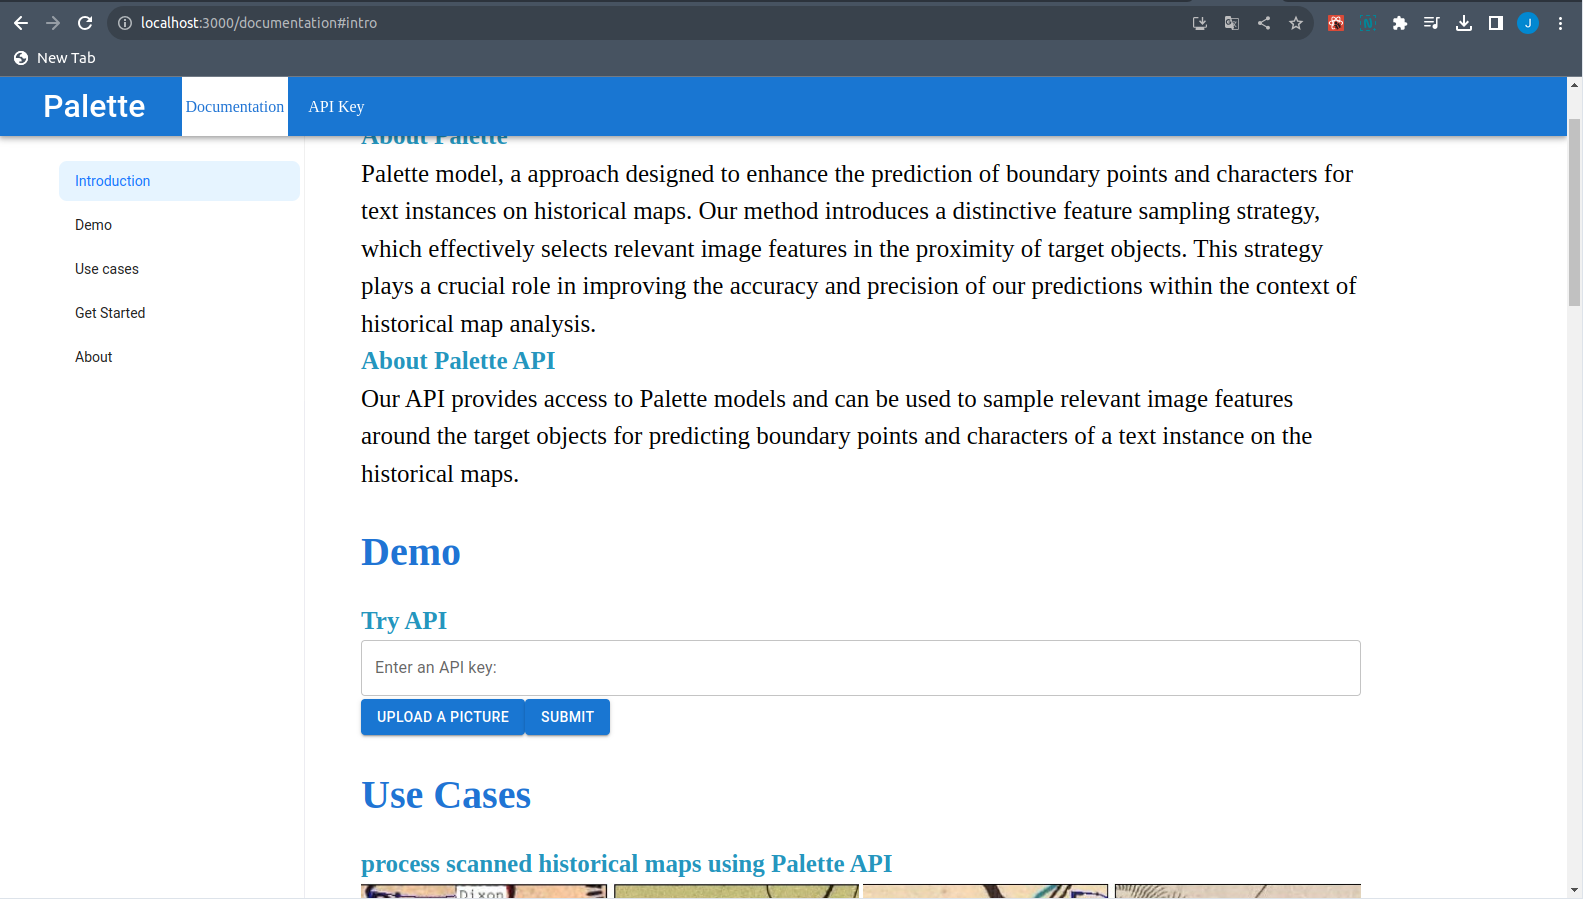 localhost:3000/documentation#intro
J
New Tab
Palette
Documentation
API Key
Introduction
Demo
Use cases
Get Started
About
About Palette
Palette model, a approach designed to enhance the prediction of boundary points and characters for
text instances on historical maps. Our method introduces a distinctive feature sampling strategy,
which effectively selects relevant image features in the proximity of target objects. This strategy
plays a crucial role in improving the accuracy and precision of our predictions within the context of
historical map analysis.
About Palette API
Our API provides access to Palette models and can be used to sample relevant image features
around the target objects for predicting boundary points and characters of a text instance on the
historical maps.
Demo
Try API
Enter an API key:
UPLOAD A PICTURE
SUBMIT
Use Cases
process scanned historical maps using Palette API
Dixon